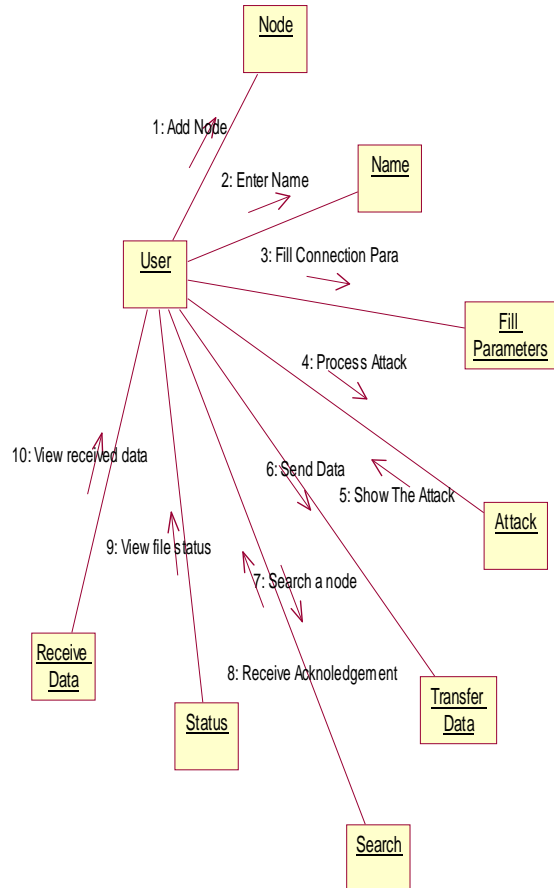 Node
1: Add Node
Name
2: Enter Name
User
3: Fill Connection Para
Fill
Parameters
4: Process Attack
10: View received data
6: Send Data
5: Show The Attack
Attack
9: View file status
7: Search a node
Receive
Data
8: Receive Acknoledgement
Transfer
Data
Status
Search